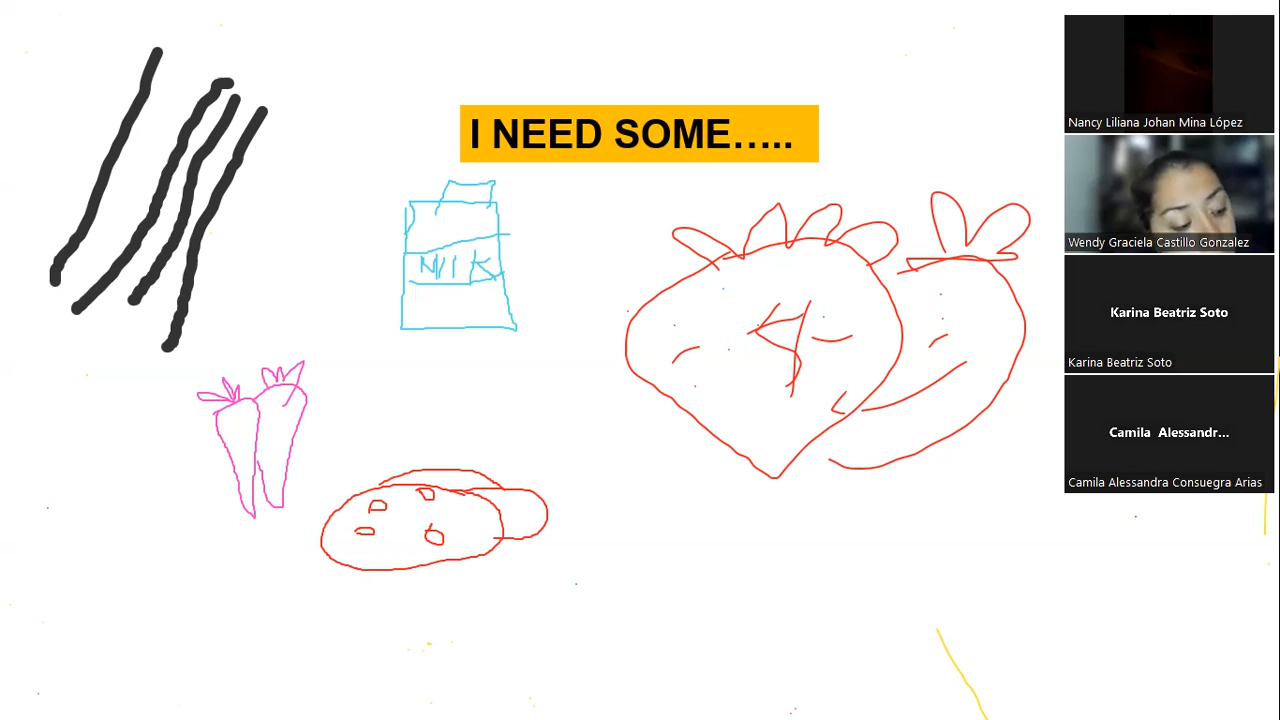 I NEED SOME.....
MILK
Nancy Liliana Johan Mina López
Wendy Graciela Castillo Gonzalez
Karina Beatriz Soto
Karina Beatriz Soto
Camila Alessandr...
Camila Alessandra Consuegra Arias